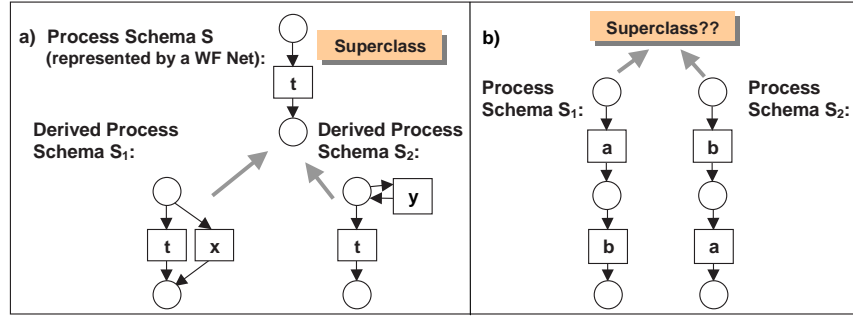 a) Process Schema S
(represented by a WF Net):
Superclass
t
Derived Process
Schema S1:
Derived Process
Schema S2:
t
x
y
t
b)
Superclass??
Process
Schema S1:
Process
Schema S2:
a
b
b
a